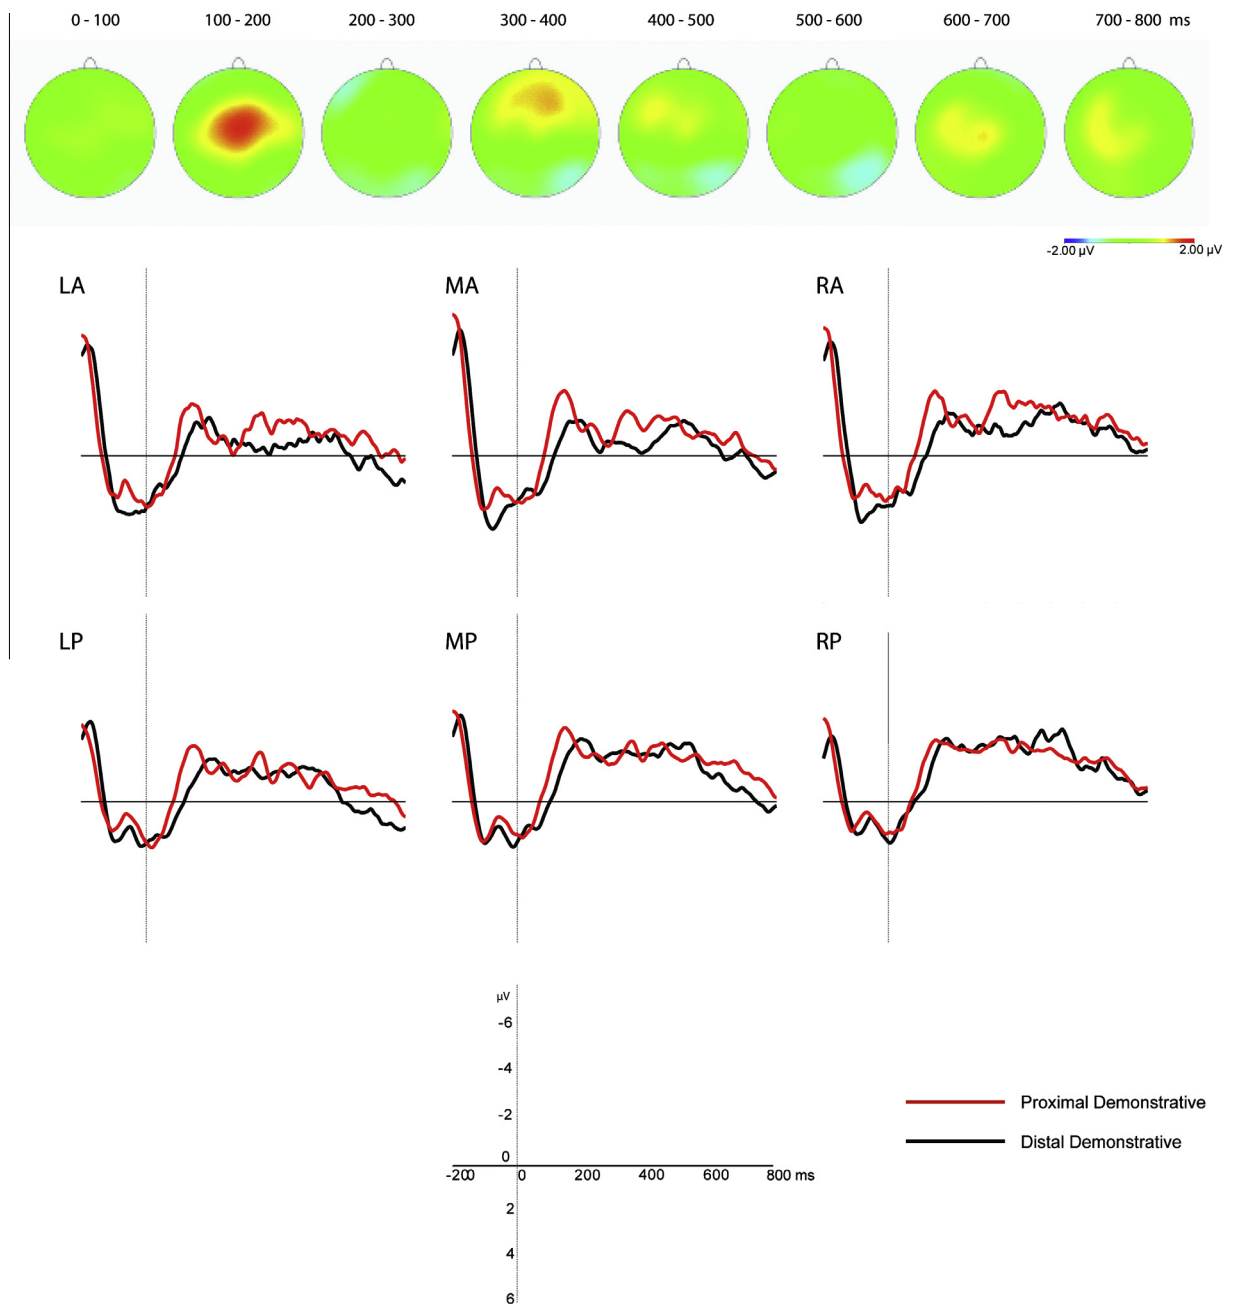 0 - 100 100 - 200 200 - 300 300 - 400 400 - 500 500 - 600 600 - 700 700 - 800 ms
-2.00 µV 2.00 µV
LA MA RA
LP MP RP
µV
-6
-4
-2
0
-200 0 200 400 600 800 ms
2
4
6
Proximal Demonstrative
Distal Demonstrative